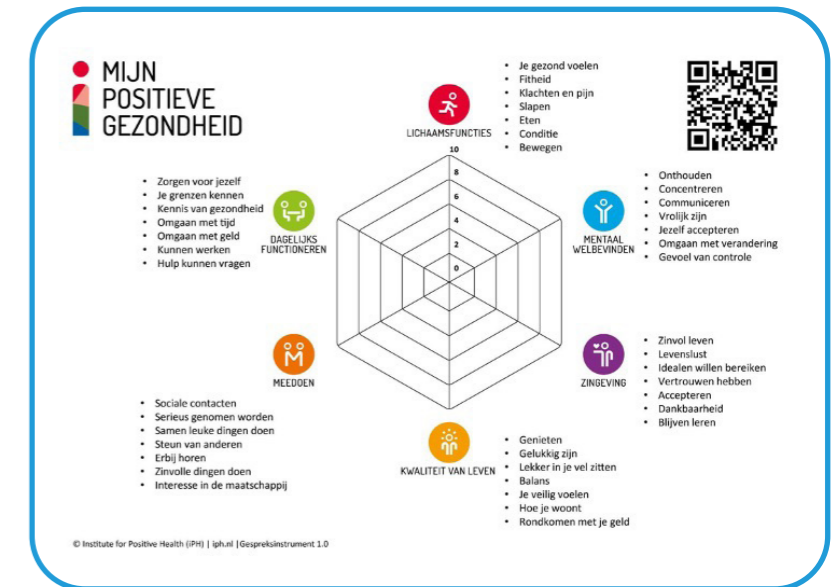 MIJN
POSITIEVE
GEZONDHEID
LICHAAMSFUNCTIES
• Je gezond voelen
• Fitheid
• Klachten en pijn
• Slapen
• Eten
• Conditie
• Bewegen
10
8
6
4
2
0
MENTAAL
WELBEVINDEN
• Onthouden
• Concentreren
• Communiceren
• Vrolijk zijn
• Jezelf accepteren
• Omgaan met verandering
• Gevoel van controle
ZINGEVING
• Zinvol leven
• Levenslust
• Idealen willen bereiken
• Vertrouwen hebben
• Accepteren
• Dankbaarheid
• Blijven leren
KWALITEIT VAN LEVEN
• Genieten
• Gelukkig zijn
• Lekker in je vel zitten
• Balans
• Je veilig voelen
• Hoe je woont
• Rondkomen met je geld
MEEDOEN
• Sociale contacten
• Serieus genomen worden
• Samen leuke dingen doen
• Steun van anderen
• Erbij horen
• Zinvolle dingen doen
• Interesse in de maatschappij
DAGELIJKS
FUNCTIONEREN
• Zorgen voor jezelf
• Je grenzen kennen
• Kennis van gezondheid
• Omgaan met tijd
• Omgaan met geld
• Kunnen werken
• Hulp kunnen vragen
© Institute for Positive Health (iPH) | iph.nl |Gespreksinstrument 1.0